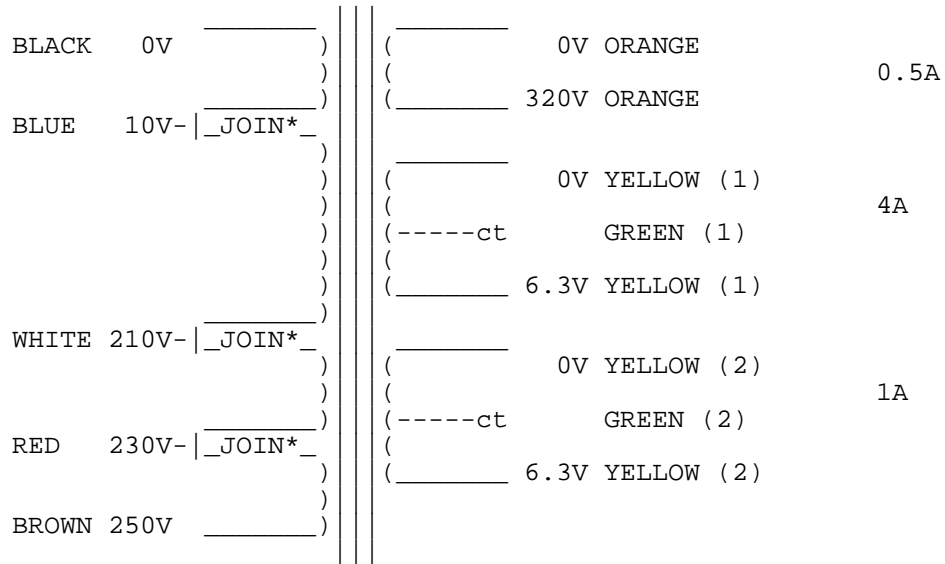 BLACK 0V 0V ORANGE
0.5A
320V ORANGE
BLUE 10V-|_JOIN*_
0V YELLOW (1)
4A
-----ct GREEN (1)
6.3V YELLOW (1)
WHITE 210V-|_JOIN*_
0V YELLOW (2)
1A
-----ct GREEN (2)
RED 230V-|_JOIN*_
6.3V YELLOW (2)
BROWN 250V